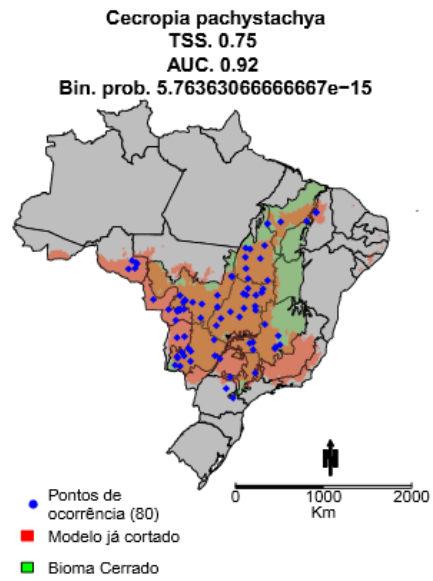 Cecropia pachystachya
TSS. 0.75
AUC. 0.92
Bin. prob. 5.76363066666667e−15
N
0 1000 2000
Km
Pontos de
ocorrência (80)
Modelo já cortado
Bioma Cerrado